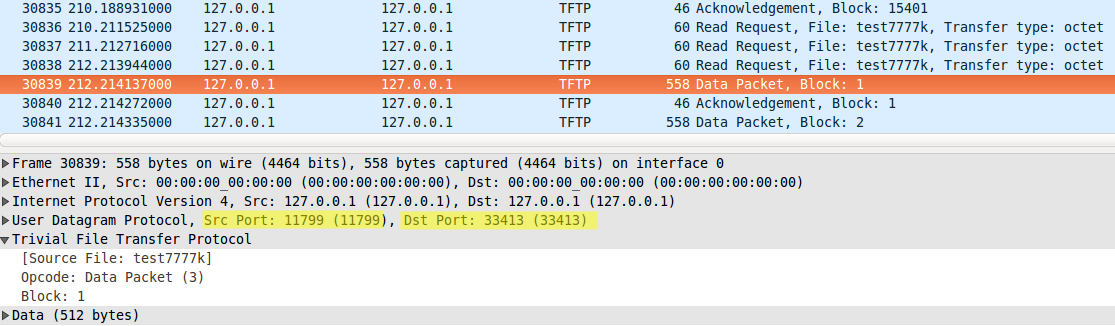 30835 210.188931000 127.0.0.1 127.0.0.1 TFTP 46 Acknowledgement, Block: 15401
30836 210.211525000 127.0.0.1 127.0.0.1 TFTP 60 Read Request, File: test7777k, Transfer type: octet
30837 211.212716000 127.0.0.1 127.0.0.1 TFTP 60 Read Request, File: test7777k, Transfer type: octet
30838 212.213944000 127.0.0.1 127.0.0.1 TFTP 60 Read Request, File: test7777k, Transfer type: octet
30839 212.214137000 127.0.0.1 127.0.0.1 TFTP 558 Data Packet, Block: 1
30840 212.214272000 127.0.0.1 127.0.0.1 TFTP 46 Acknowledgement, Block: 1
30841 212.214335000 127.0.0.1 127.0.0.1 TFTP 558 Data Packet, Block: 2
Frame 30839: 558 bytes on wire (4464 bits), 558 bytes captured (4464 bits) on interface 0
Ethernet II, Src: 00:00:00_00:00:00 (00:00:00:00:00:00), Dst: 00:00:00_00:00:00 (00:00:00:00:00:00)
Internet Protocol Version 4, Src: 127.0.0.1 (127.0.0.1), Dst: 127.0.0.1 (127.0.0.1)
User Datagram Protocol, Src Port: 11799 (11799), Dst Port: 33413 (33413)
Trivial File Transfer Protocol
[Source File: test7777k]
Opcode: Data Packet (3)
Block: 1
Data (512 bytes)